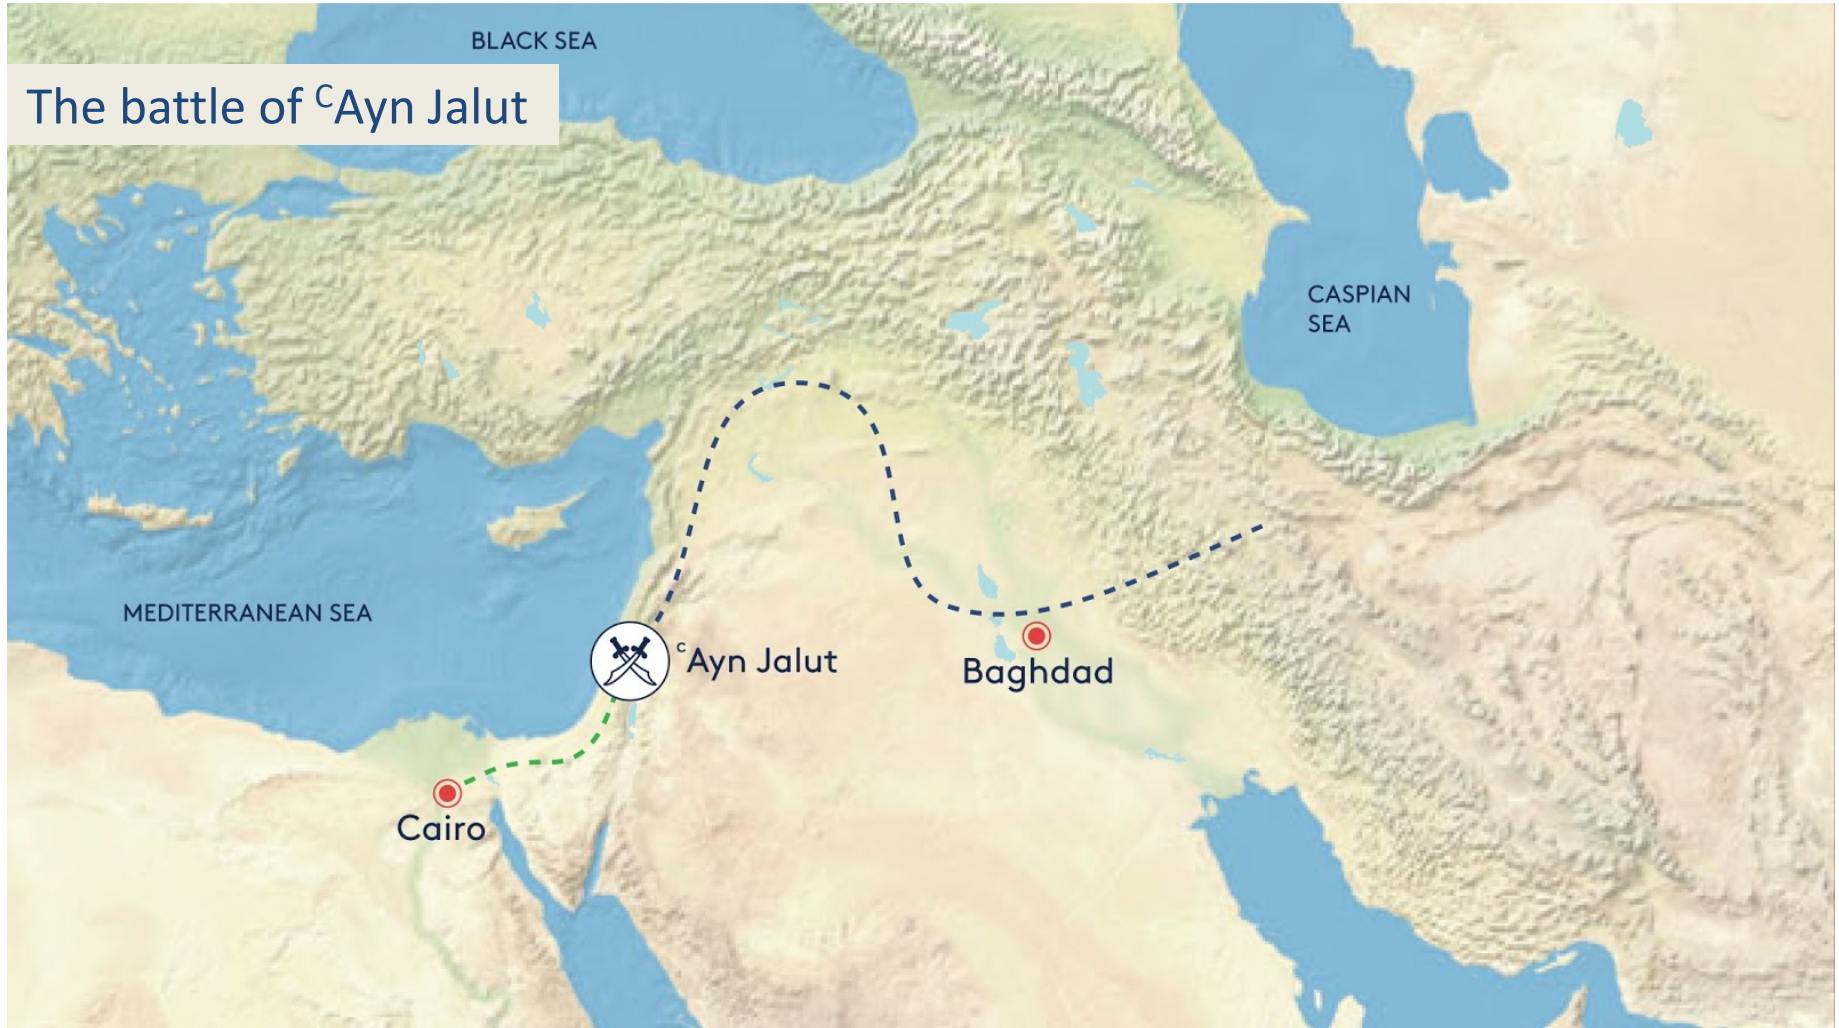 BLACK SEA
The battle of ᶜAyn Jalut
CASPIAN
SEA
MEDITERRANEAN SEA
ᶜAyn Jalut
Baghdad
Cairo